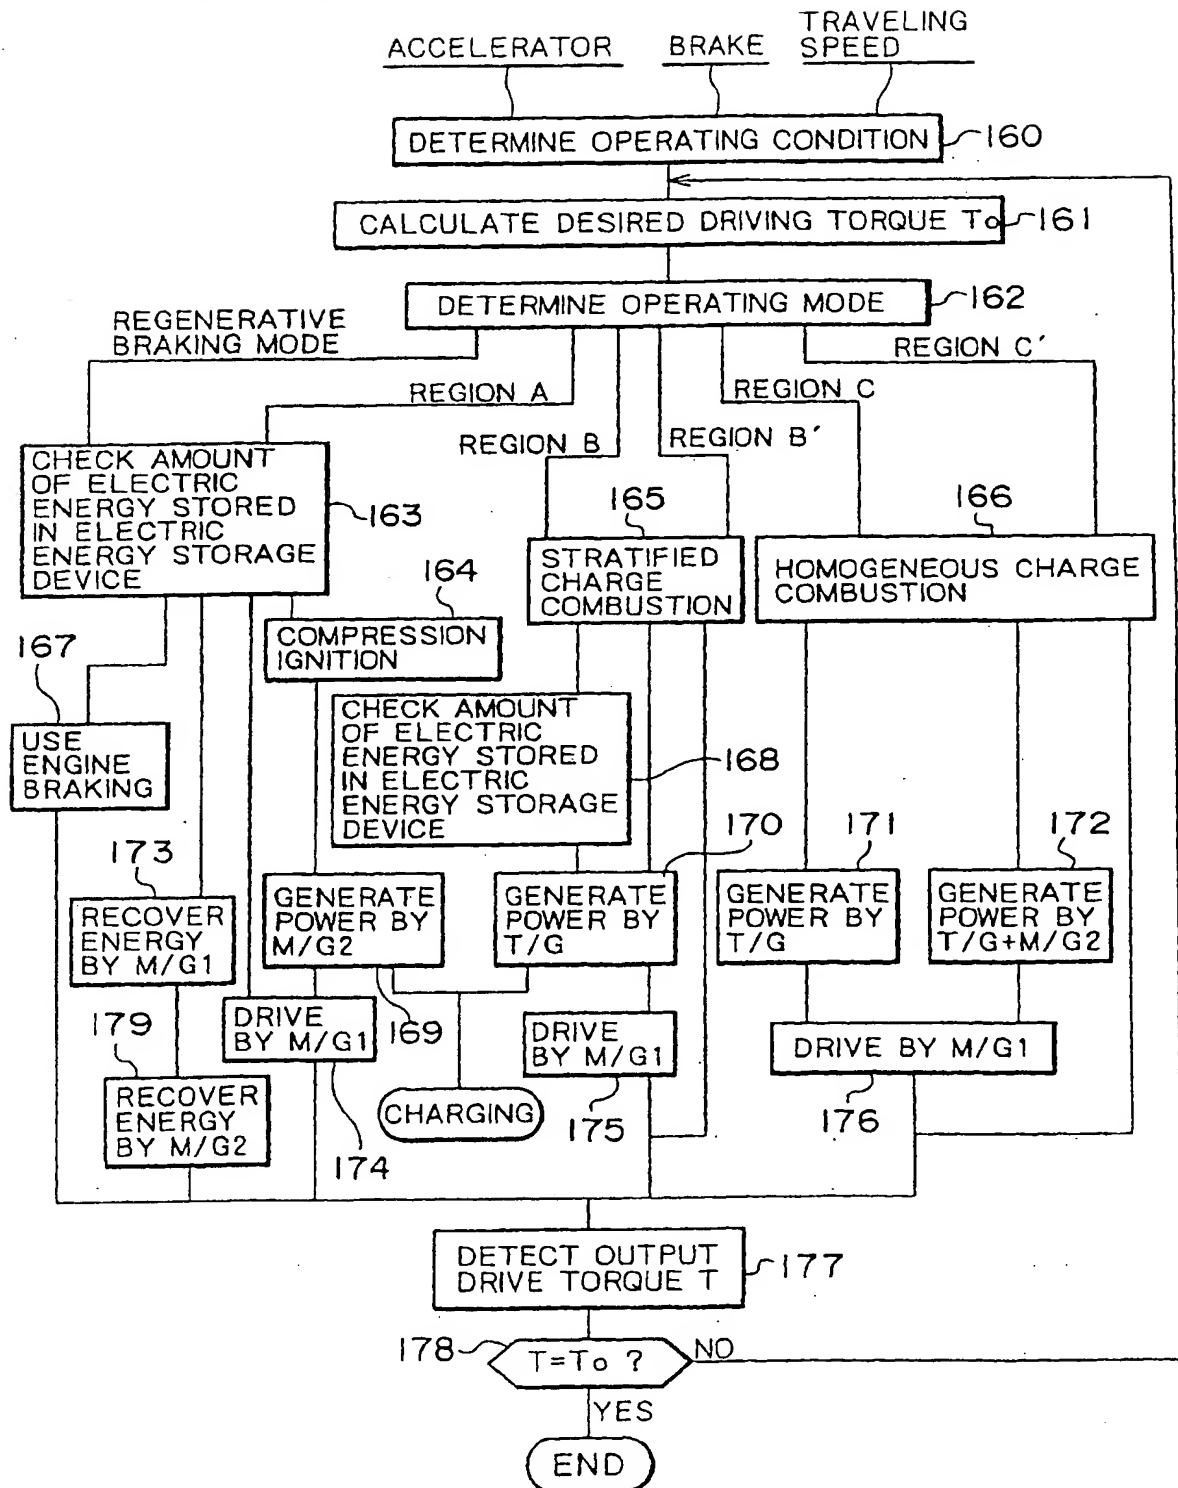 TRAVELING
ACCELERATOR BRAKE SPEED
DETERMINE OPERATING CONDITION 160
CALCULATE DESIRED DRIVING TORQUE To 161
DETERMINE OPERATING MODE 162
REGENERATIVE
BRAKING MODE
REGION C'
REGION A
REGION C
REGION B
REGION B'
CHECK AMOUNT
OF ELECTRIC
ENERGY STORED
IN ELECTRIC
ENERGY STORAGE
DEVICE
163
165
166
STRATIFIED
CHARGE
COMBUSTION
HOMOGENEOUS CHARGE
COMBUSTION
164
COMPRESSION
IGNITION
167
USE
ENGINE
BRAKING
CHECK AMOUNT
OF ELECTRIC
ENERGY STORED
IN ELECTRIC
ENERGY STORAGE
DEVICE
168
170
171
172
173
RECOVER
ENERGY
BY M/G1
GENERATE
POWER BY
M/G2
GENERATE
POWER BY
T/G
GENERATE
POWER BY
T/G
GENERATE
POWER BY
T/G+M/G2
179
DRIVE
BY M/G1
169
DRIVE
BY M/G1
DRIVE BY M/G1
RECOVER
ENERGY
BY M/G2
CHARGING
175
176
174
DETECT OUTPUT
DRIVE TORQUE T
177
178
T=To ?
NO
YES
END